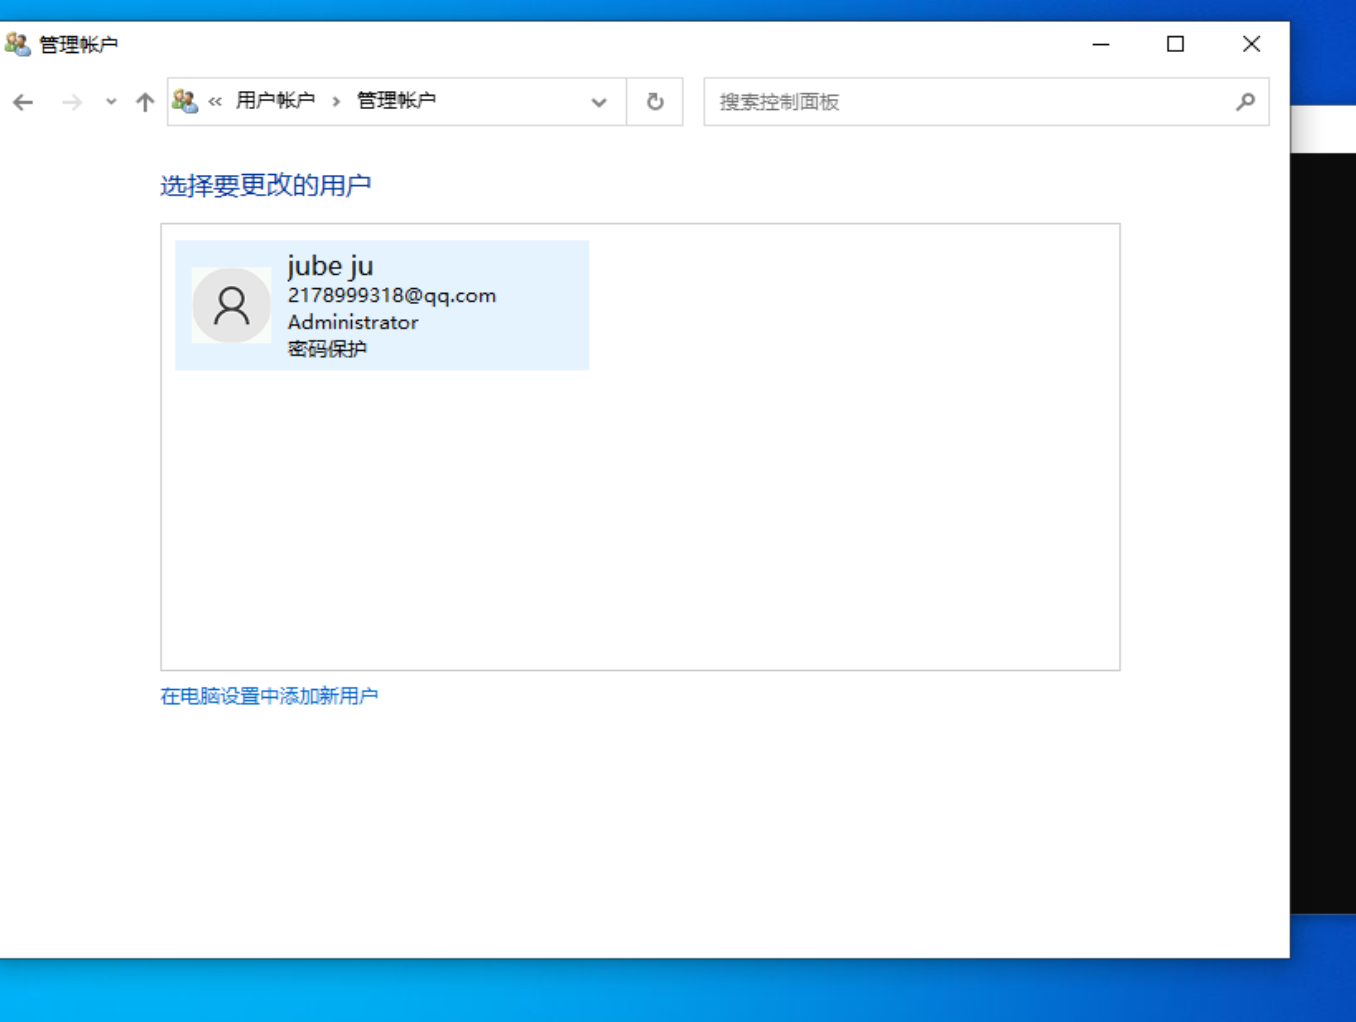 管理帐户
« 用户帐户 › 管理帐户
搜索控制面板
选择要更改的用户
jube ju
2178999318@qq.com
Administrator
密码保护
在电脑设置中添加新用户